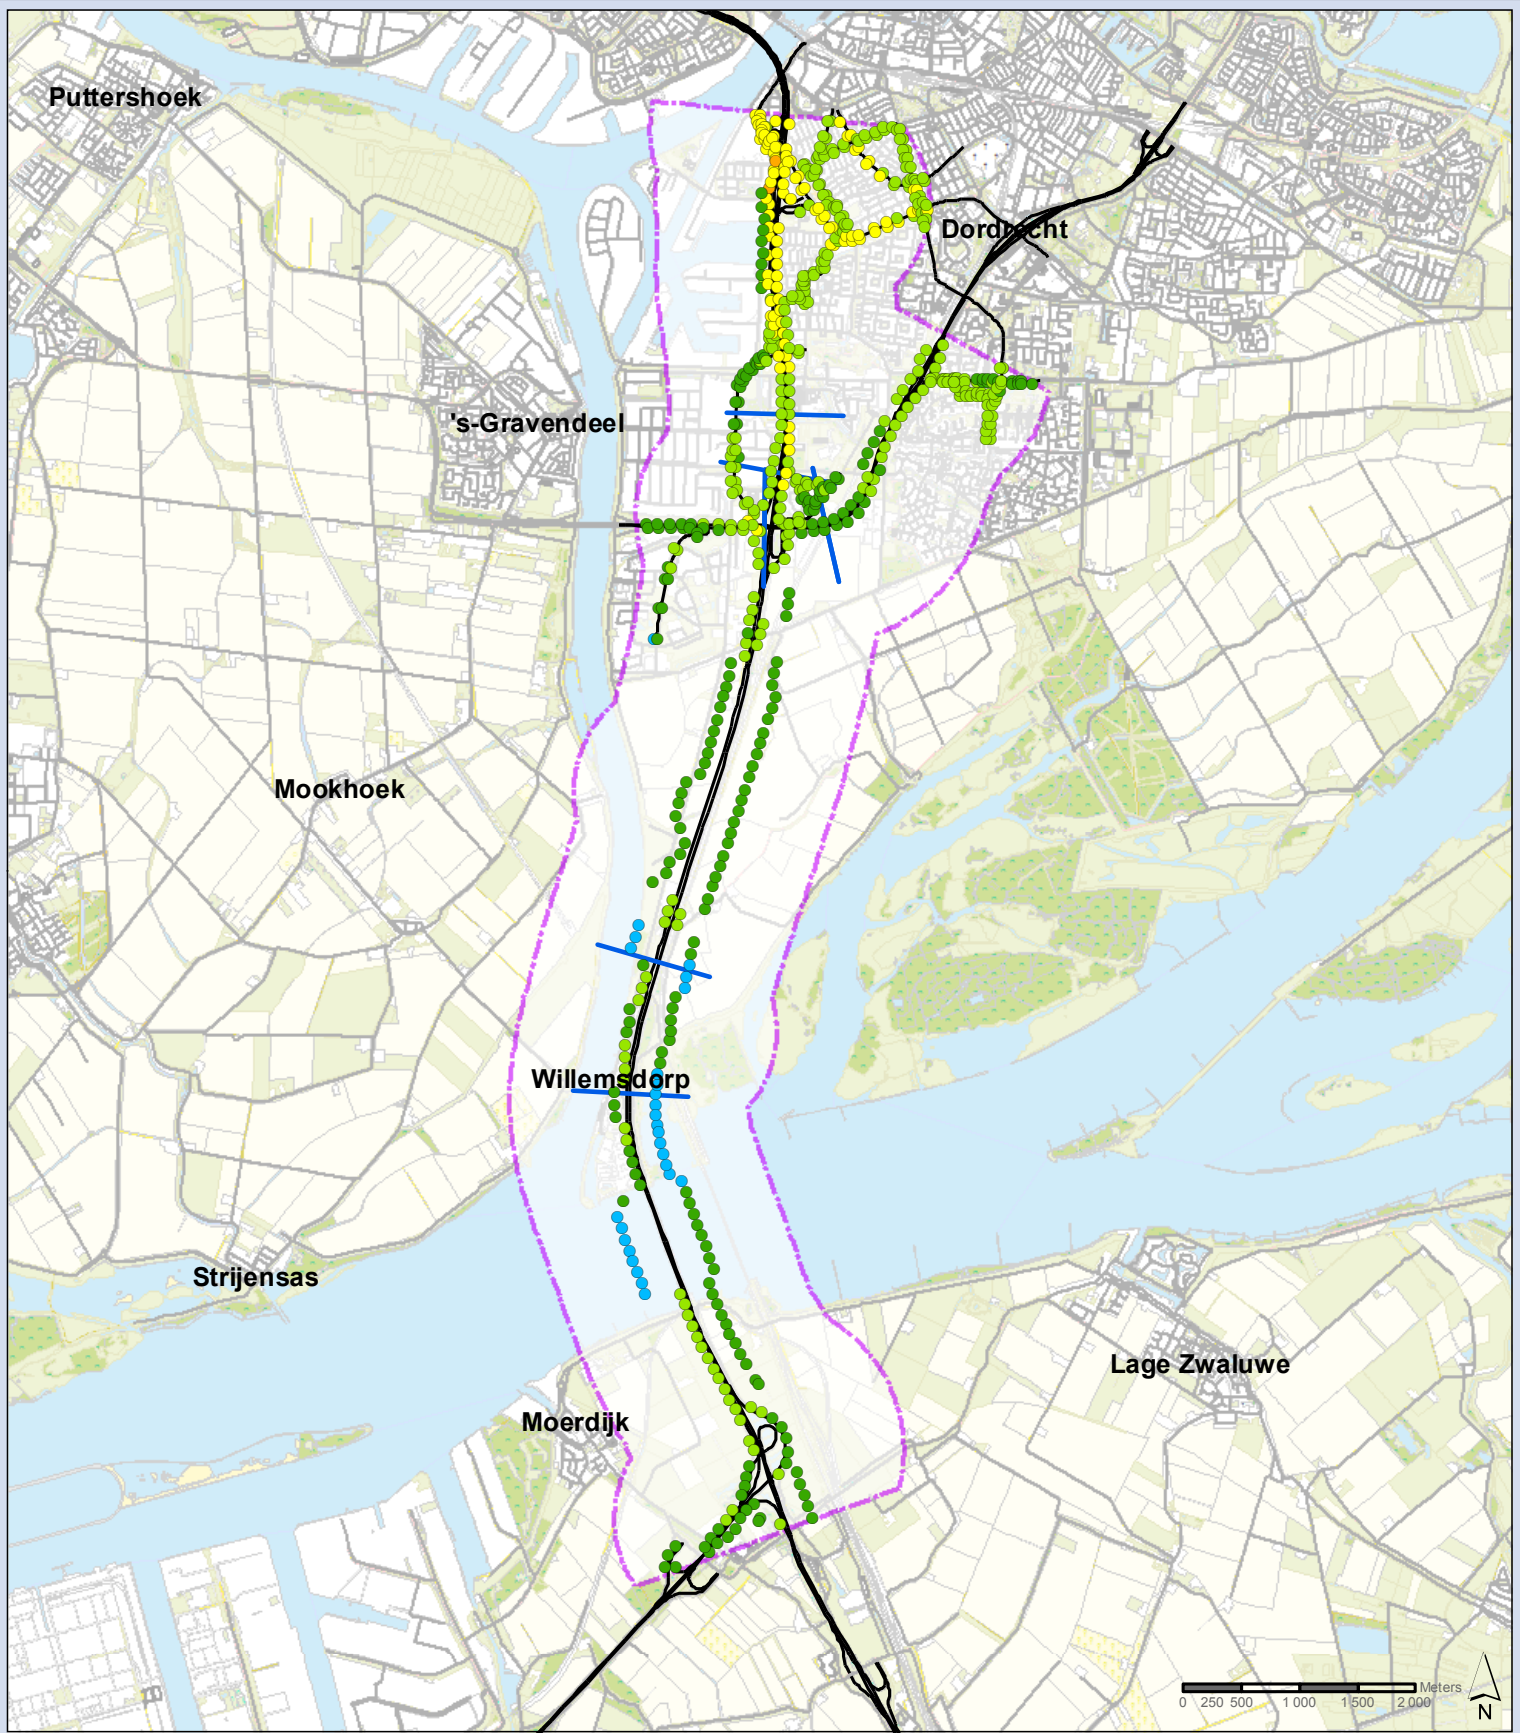 Puttershoek
Dordrecht
's-Gravendeel
Mookhoek
Willemsdorp
Strijensas
Lage Zwaluwe
Moerdijk
Meters
0 250 500 1 000 1 500 2 000
N